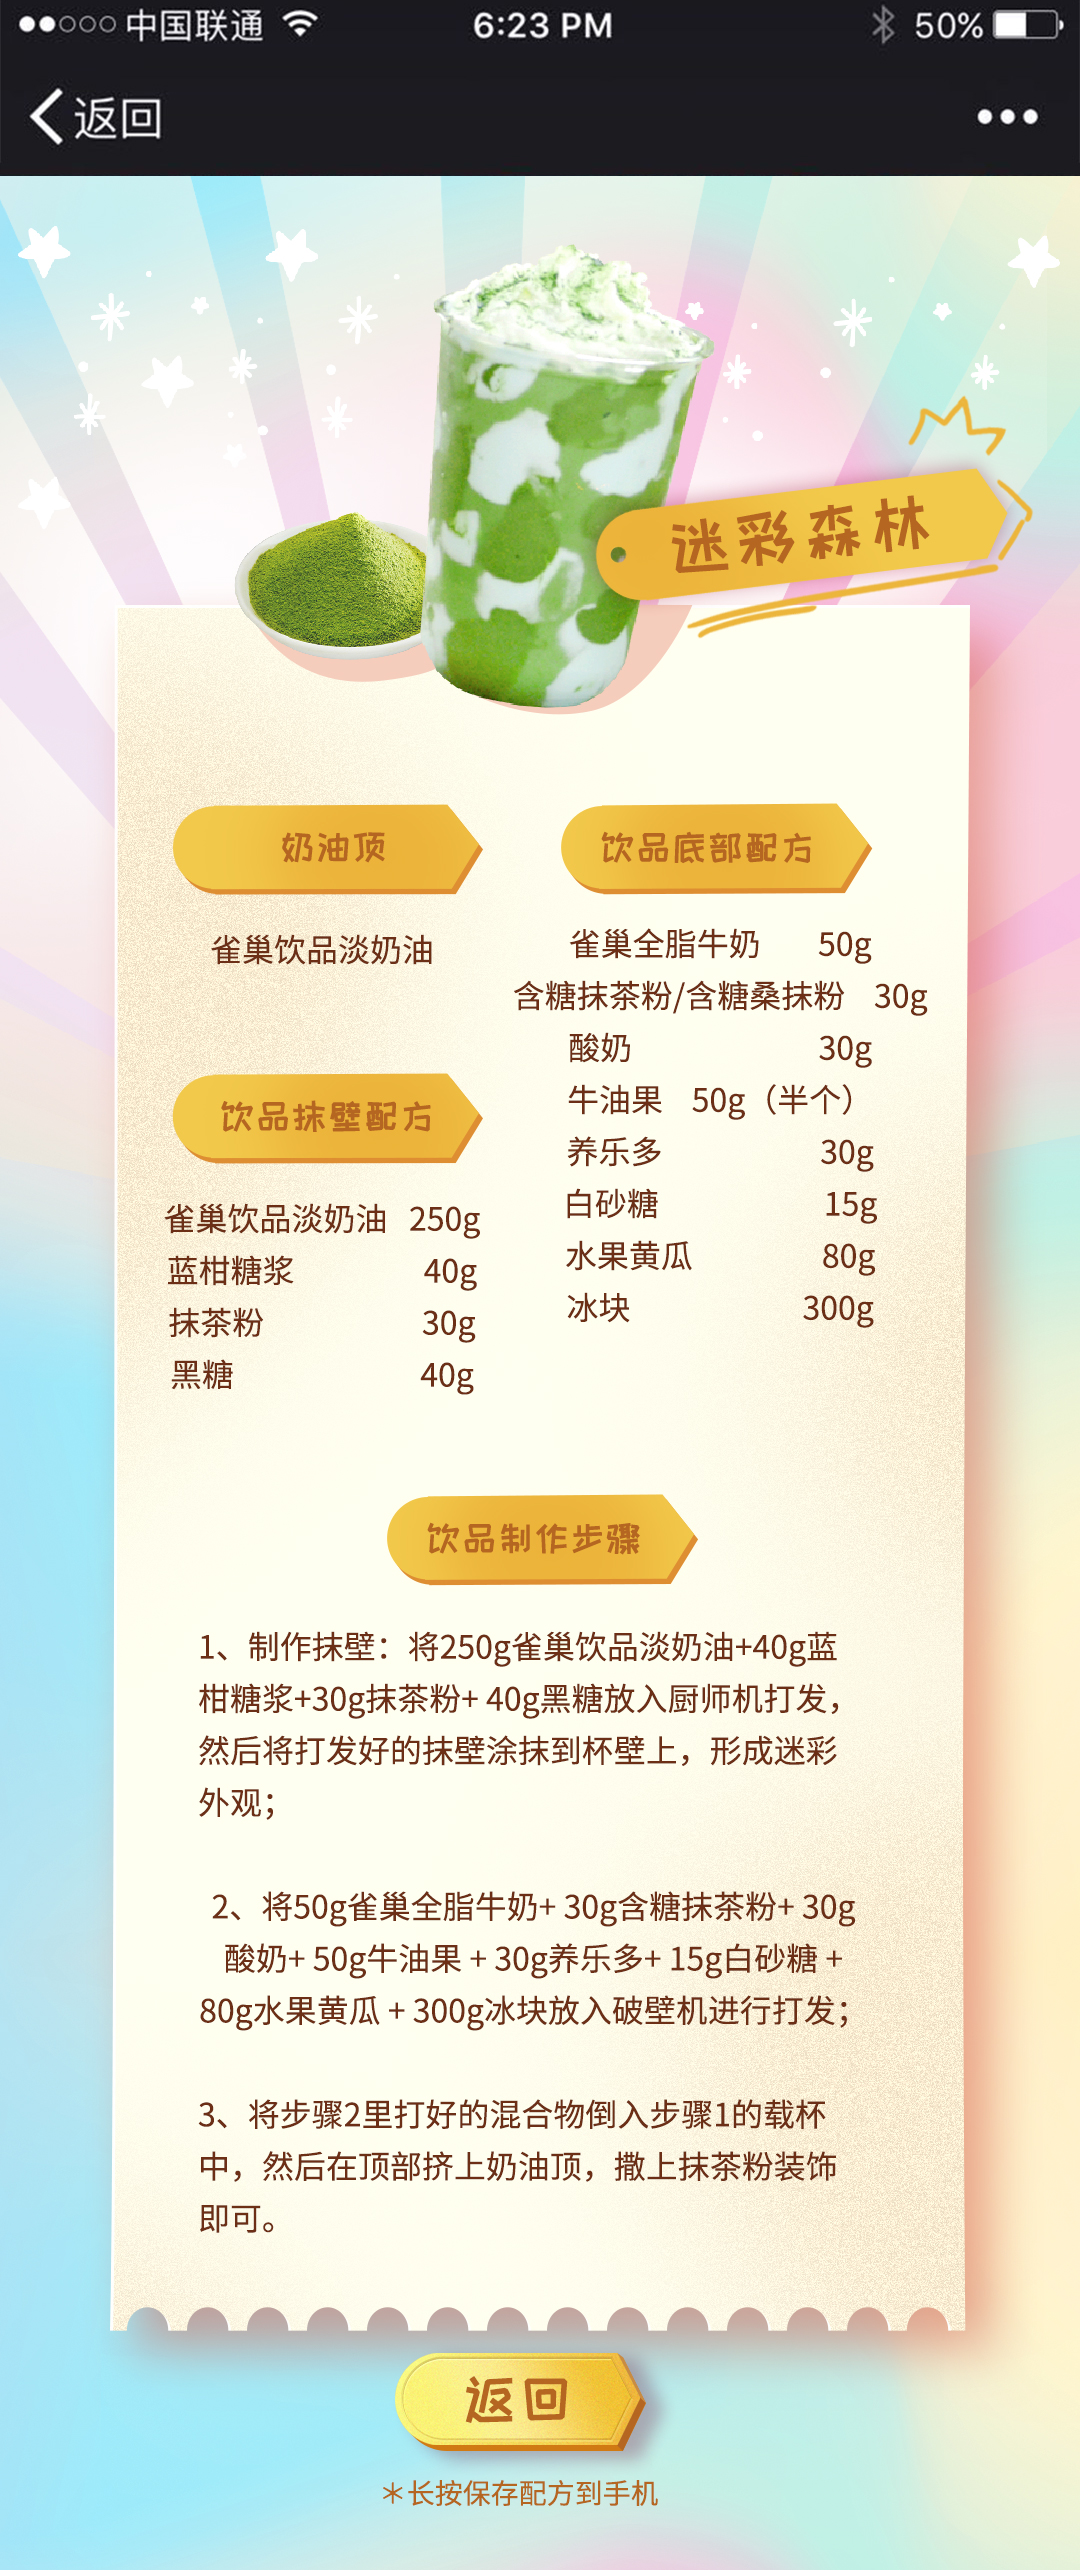 中国联通 6:23 PM 50%
返回
迷彩森林
奶油顶
雀巢饮品淡奶油
饮品抹壁配方
雀巢饮品淡奶油 250g
蓝柑糖浆 40g
抹茶粉 30g
黑糖 40g
饮品底部配方
雀巢全脂牛奶 50g
含糖抹茶粉/含糖桑抹粉 30g
酸奶 30g
牛油果 50g（半个）
养乐多 30g
白砂糖 15g
水果黄瓜 80g
冰块 300g
饮品制作步骤
1、制作抹壁：将250g雀巢饮品淡奶油+40g蓝
柑糖浆+30g抹茶粉+ 40g黑糖放入厨师机打发，
然后将打发好的抹壁涂抹到杯壁上，形成迷彩
外观；
2、将50g雀巢全脂牛奶+ 30g含糖抹茶粉+ 30g
酸奶+ 50g牛油果 + 30g养乐多+ 15g白砂糖 +
80g水果黄瓜 + 300g冰块放入破壁机进行打发；
3、将步骤2里打好的混合物倒入步骤1的载杯
中，然后在顶部挤上奶油顶，撒上抹茶粉装饰
即可。
返回
＊长按保存配方到手机